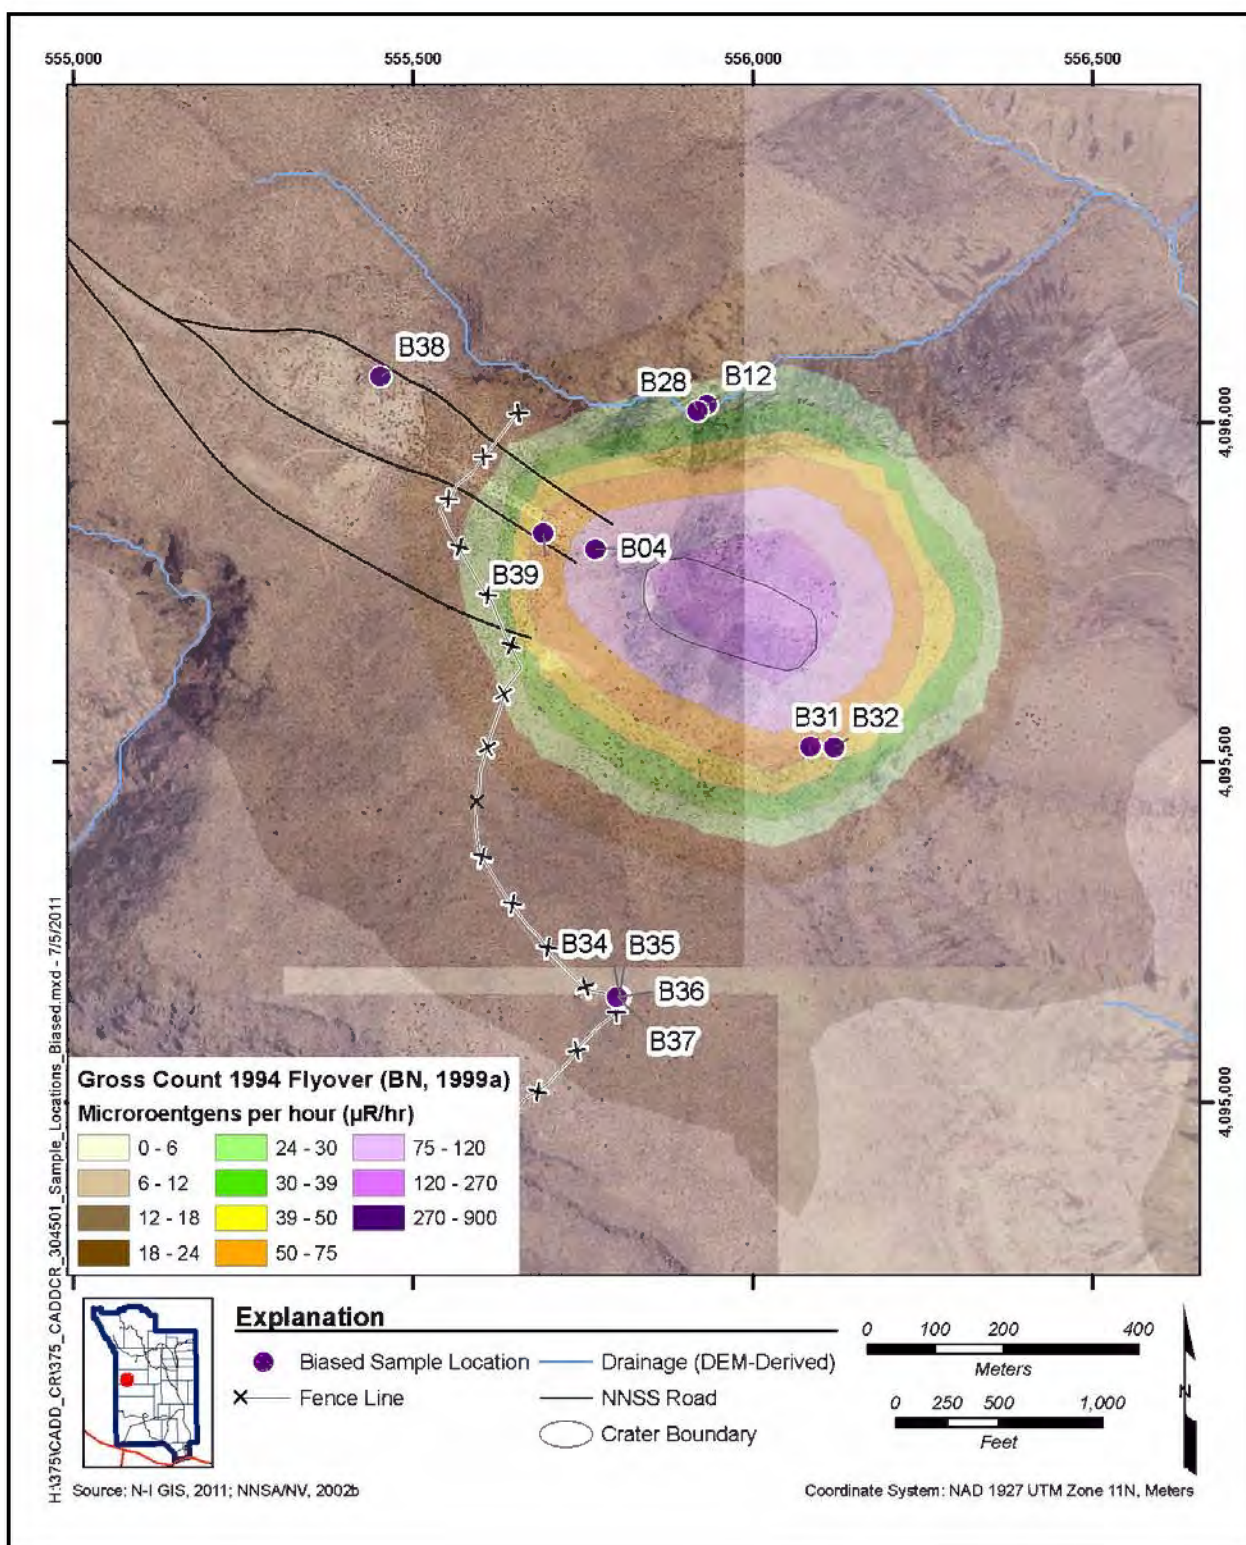 555,000 555,500 556,000 556,500
B38
B28 B12
4,096,000
B04
B39
B31 B32
4,095,500
B34 B35
B36
B37
4,095,000
H:\375\CADD_CR\375_CADDCR_304501_Sample_Locations_Biased.mxd - 7/5/2011
Gross Count 1994 Flyover (BN, 1999a)
Microroentgens per hour (µR/hr)
0 - 6 24 - 30 75 - 120
6 - 12 30 - 39 120 - 270
12 - 18 39 - 50 270 - 900
18 - 24 50 - 75
Explanation
Biased Sample Location Drainage (DEM-Derived)
Fence Line NNSS Road
Crater Boundary
0 100 200 400
Meters
0 250 500 1,000
Feet
N
Source: N-I GIS, 2011; NNSA/NV, 2002b
Coordinate System: NAD 1927 UTM Zone 11N, Meters